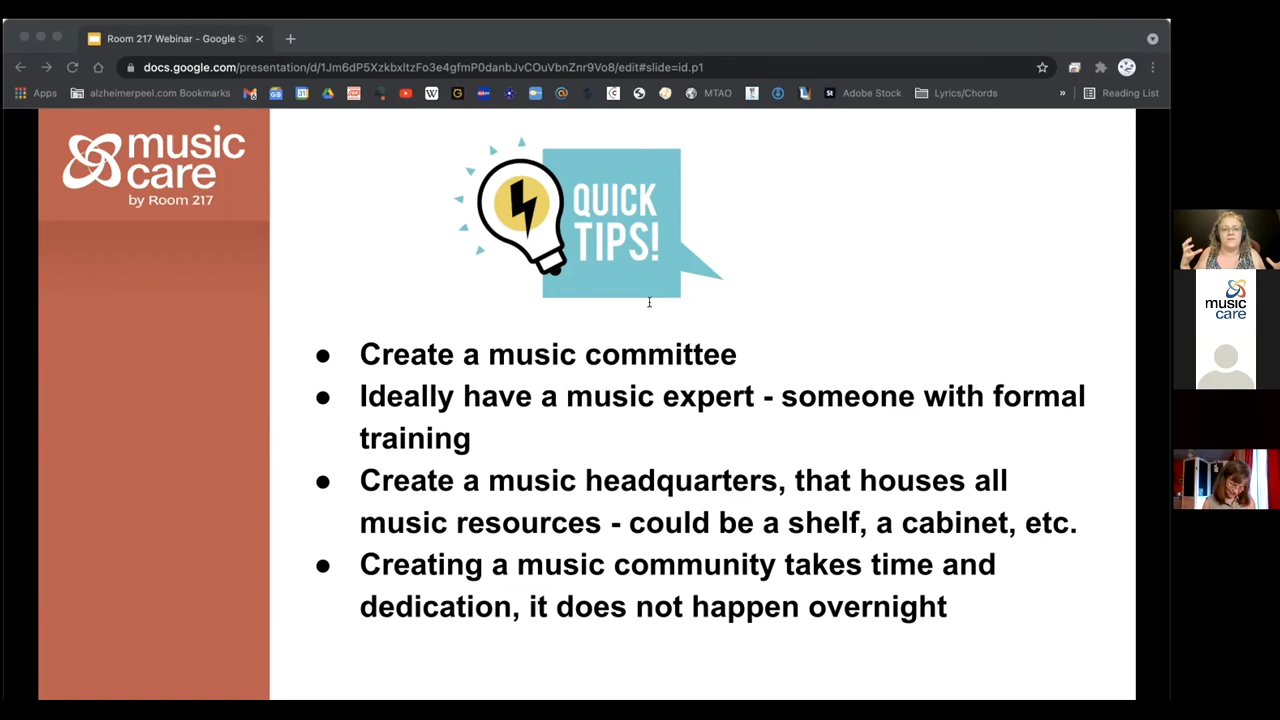 Room 217 Webinar - Google Sl
docs.google.com/presentation/d/1Jm6dP5XzkbxltzFo3e4gfmP0danbJvCOuVbnZnr9Vo8/edit#slide=id.p1
Apps
alzheimerpeel.com Bookmarks
MTAO
Adobe Stock
Lyrics/Chords
»
Reading List
music
care
by Room 217
QUICK
TIPS!
● Create a music committee
● Ideally have a music expert - someone with formal
training
● Create a music headquarters, that houses all
music resources - could be a shelf, a cabinet, etc.
● Creating a music community takes time and
dedication, it does not happen overnight
music
care